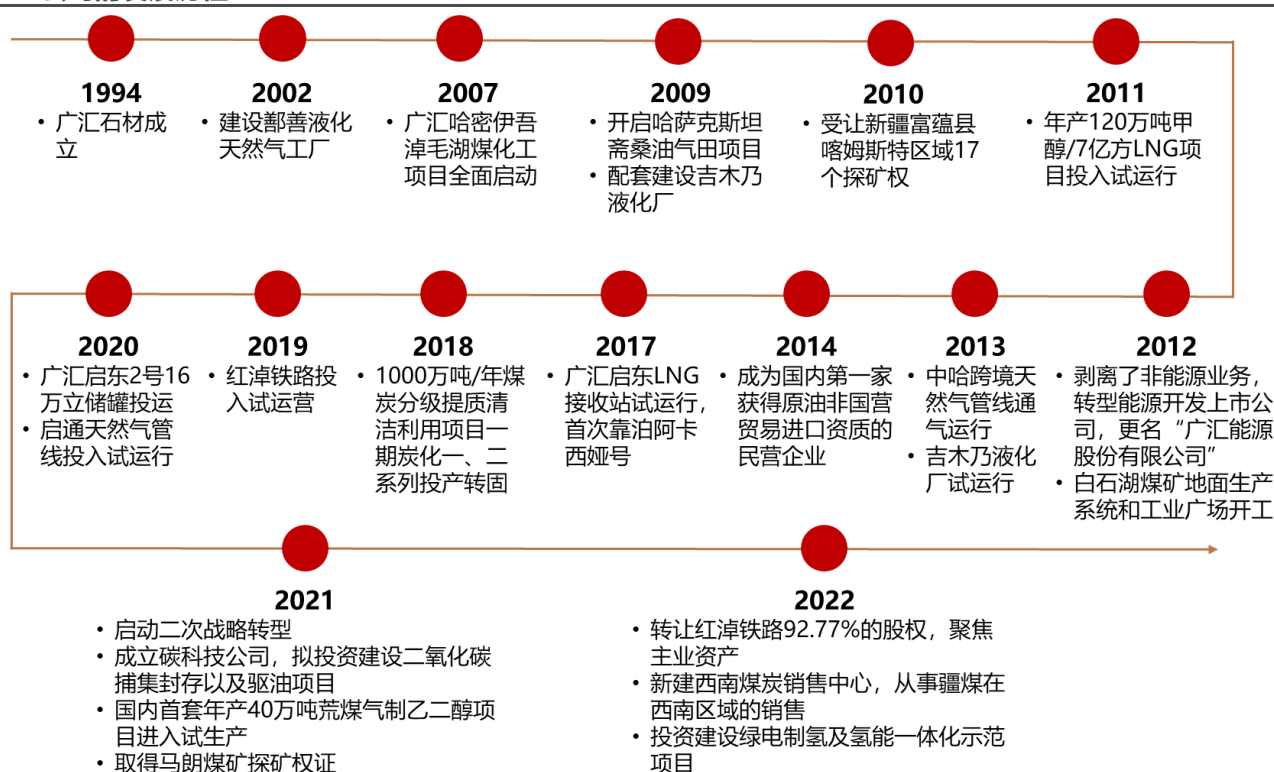 1994
• 广汇石材成
立
2002
• 建设鄯善液化
天然气工厂
2007
• 广汇哈密伊吾
淖毛湖煤化工
项目全面启动
2009
• 开启哈萨克斯坦
斋桑油气田项目
• 配套建设吉木乃
液化厂
2010
• 受让新疆富蕴县
喀姆斯特区域17
个探矿权
2011
• 年产120万吨甲
醇/7亿方LNG项
目投入试运行
2020
• 广汇启东2号16
万立储罐投运
• 启通天然气管
线投入试运行
2019
• 红淖铁路投
入试运营
2018
• 1000万吨/年煤
炭分级提质清
洁利用项目一
期炭化一、二
系列投产转固
2017
• 广汇启东LNG
接收站试运行，
首次靠泊阿卡
西娅号
2014
• 成为国内第一家
获得原油非国营
贸易进口资质的
民营企业
2013
• 中哈跨境天
然气管线通
气运行
• 吉木乃液化
厂试运行
2012
• 剥离了非能源业务，
转型能源开发上市公
司，更名“广汇能源
股份有限公司”
• 白石湖煤矿地面生产
系统和工业广场开工
2021
• 启动二次战略转型
• 成立碳科技公司，拟投资建设二氧化碳
捕集封存以及驱油项目
• 国内首套年产40万吨荒煤气制乙二醇项
目进入试生产
• 取得马朗煤矿探矿权证
2022
• 转让红淖铁路92.77%的股权，聚焦
主业资产
• 新建西南煤炭销售中心，从事疆煤在
西南区域的销售
• 投资建设绿电制氢及氢能一体化示范
项目